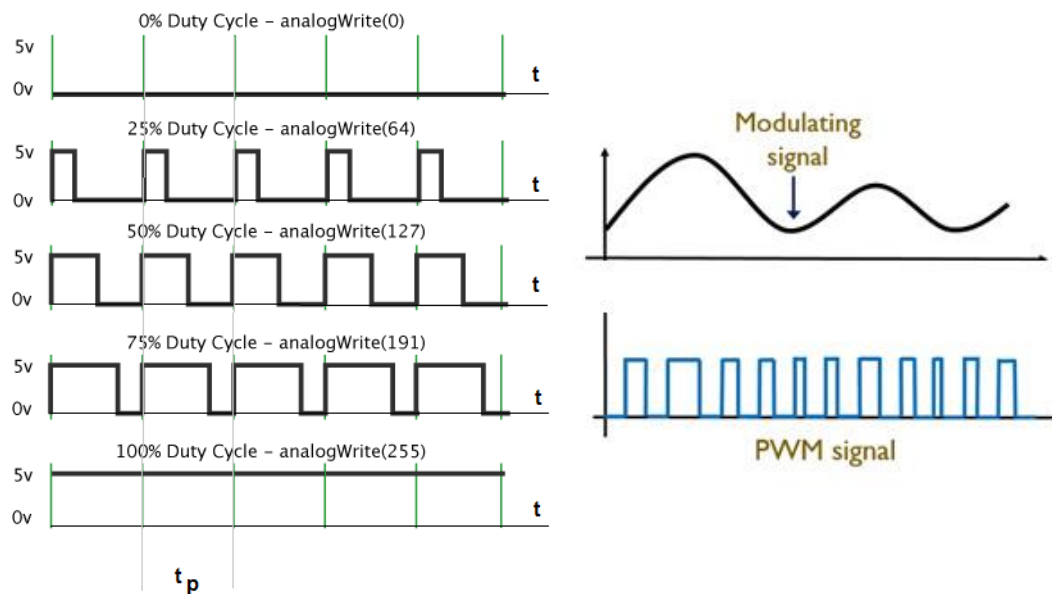 0% Duty Cycle – analogWrite(0)
5v
0v
t
25% Duty Cycle – analogWrite(64)
5v
0v
t
50% Duty Cycle – analogWrite(127)
5v
0v
t
75% Duty Cycle – analogWrite(191)
5v
0v
t
100% Duty Cycle – analogWrite(255)
5v
0v
t
tp
Modulating
signal
PWM signal